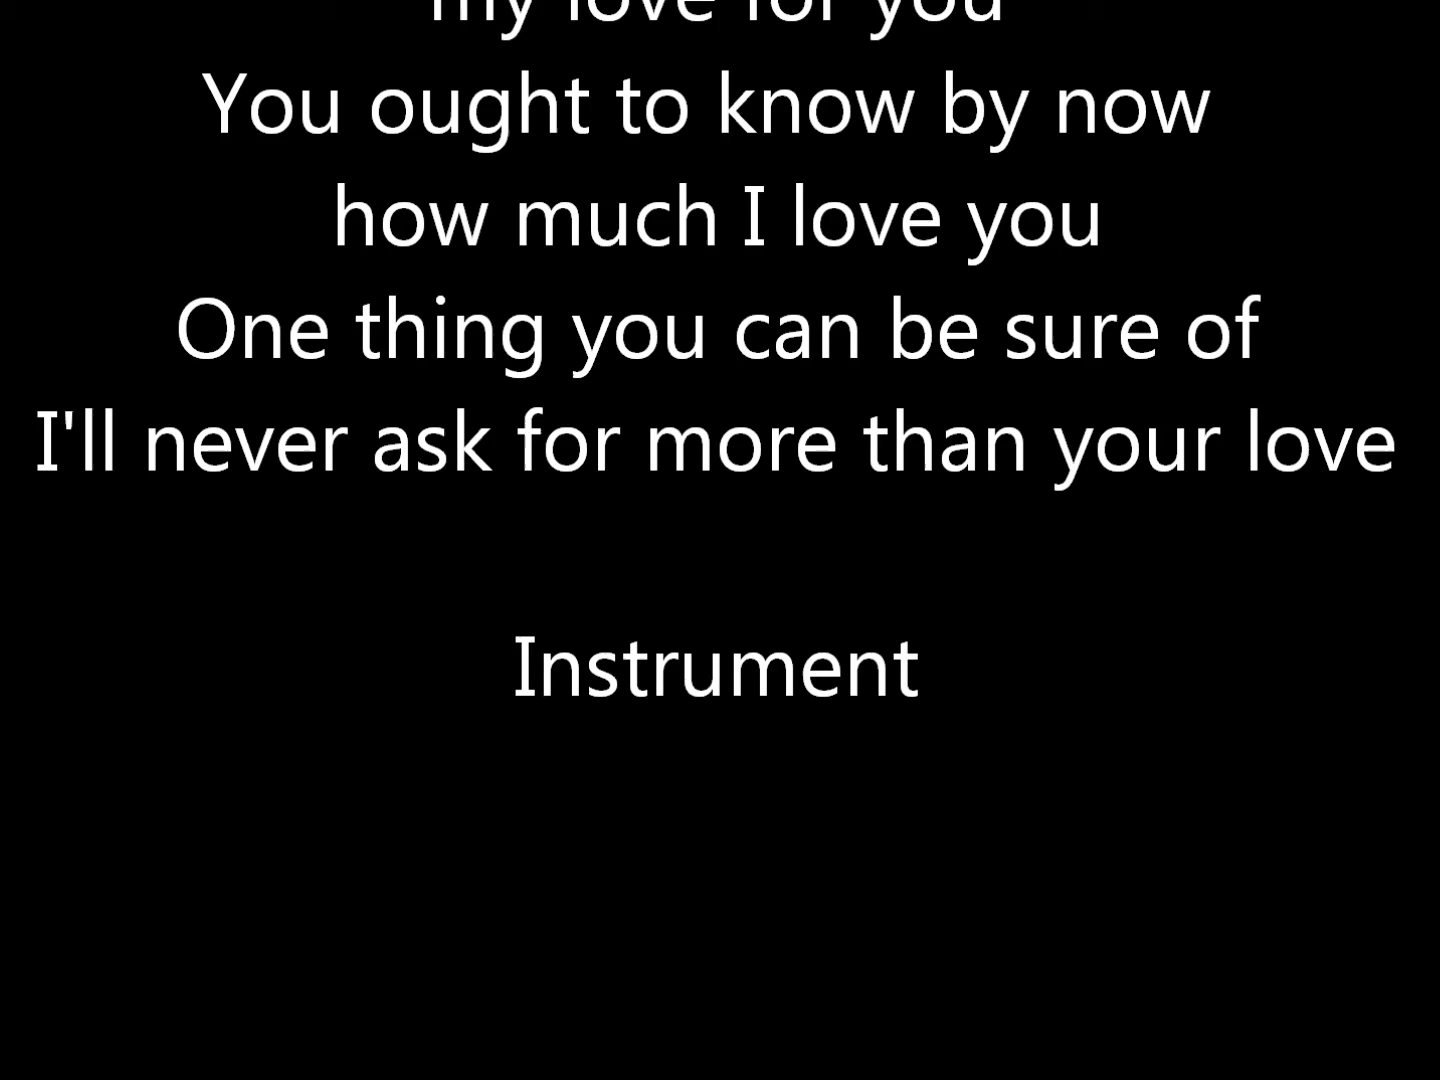 my love for you
You ought to know by now
how much I love you
One thing you can be sure of
I'll never ask for more than your love
Instrument